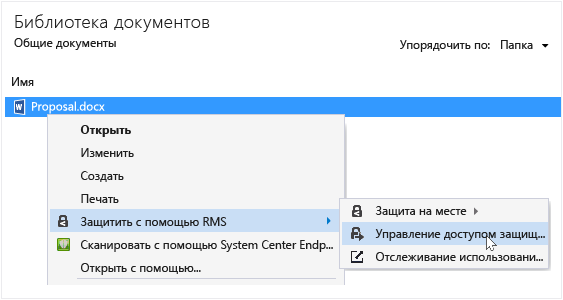 Библиотека документов
Общие документы
Упорядочить по: Папка
Имя
Proposal.docx
Открыть
Изменить
Создать
Печать
Защитить с помощью RMS
Сканировать с помощью System Center Endp...
Открыть с помощью...
Защита на месте
Управление доступом защищ...
Отслеживание использовани...